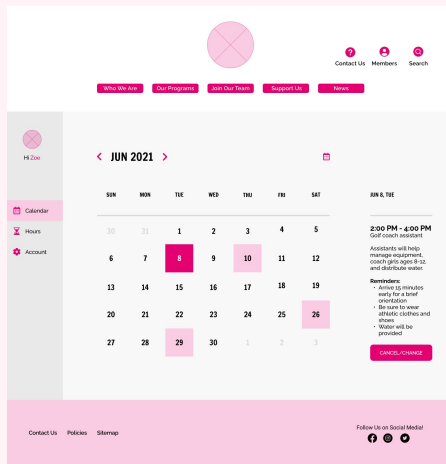 Contact Us Members Search
Who We Are Our Programs Join Our Team Support Us News
Hi Zoe
Calendar
Hours
Account
JUN 2021
SUN MON TUE WED THU FRI SAT
30 31 1 2 3 4 5
6 7 8 9 10 11 12
13 14 15 16 17 18 19
20 21 22 23 24 25 26
27 28 29 30 1 2 3
JUN 8, TUE
2:00 PM - 4:00 PM
Golf coach assistant
Assistants will help
manage equipment,
coach girls ages 8-12,
and distribute water.
Reminders:
• Arrive 15 minutes
early for a brief
orientation
• Be sure to wear
athletic clothes and
shoes
• Water will be
provided
CANCEL/CHANGE
Contact Us Policies Sitemap
Follow Us on Social Media!